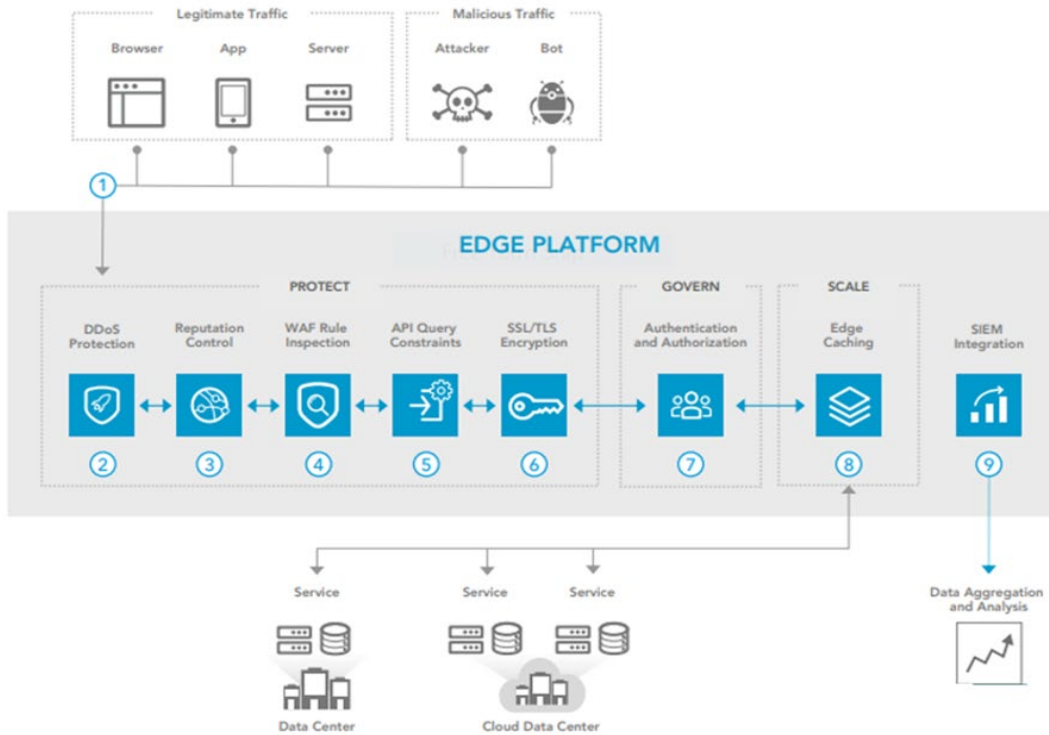 Legitimate Traffic
Malicious Traffic
Browser
App
Server
Attacker
Bot
1
EDGE PLATFORM
PROTECT
GOVERN
SCALE
DDoS
Protection
Reputation
Control
WAF Rule
Inspection
API Query
Constraints
SSL/TLS
Encryption
Authentication
and Authorization
Edge
Caching
SIEM
Integration
2
3
4
5
6
7
8
9
Service
Service
Service
Data Aggregation
and Analysis
Data Center
Cloud Data Center